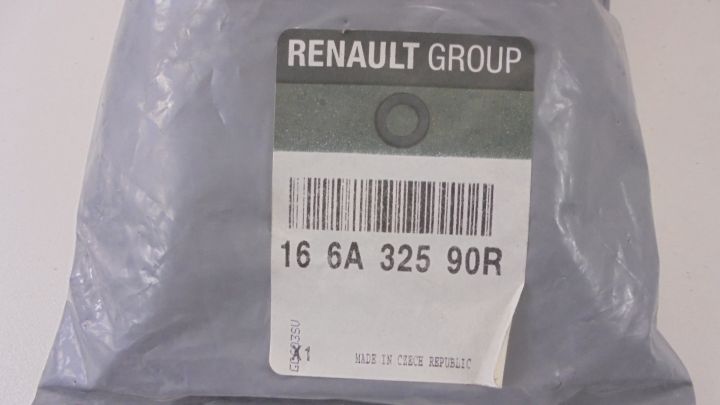 RENAULT GROUP
16 6A 325 90R
X1
MADE IN CZECH REPUBLIC